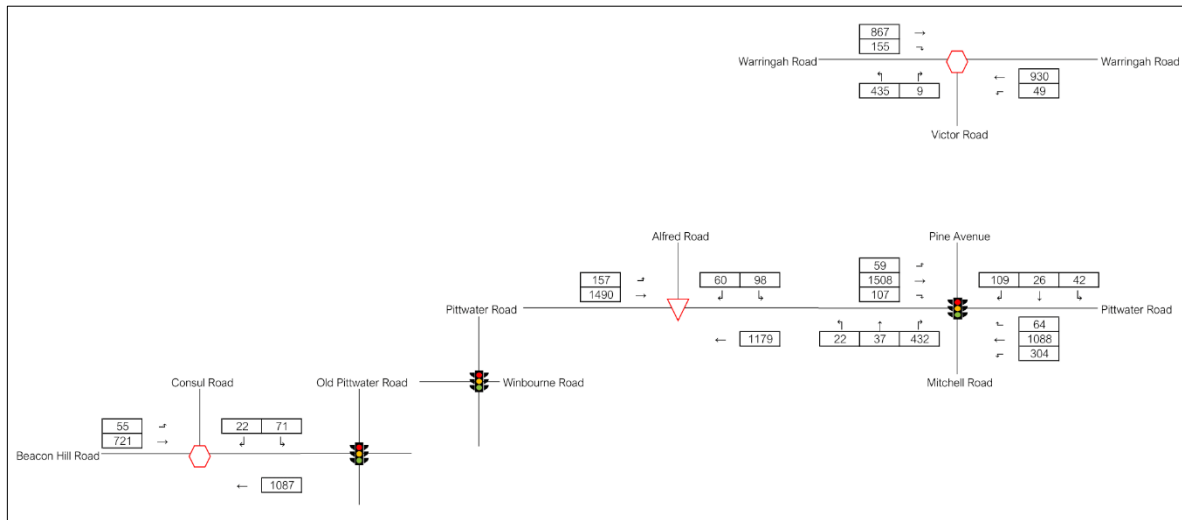 867
155
Warringah Road
Warringah Road
435 9
930
49
Victor Road
Alfred Road
Pine Avenue
157
1490
60 98
59
1508
107
109 26 42
Pittwater Road
Pittwater Road
1179
22 37 432
64
1088
304
Mitchell Road
Consul Road
Old Pittwater Road
Winbourne Road
55
721
22 71
Beacon Hill Road
1087